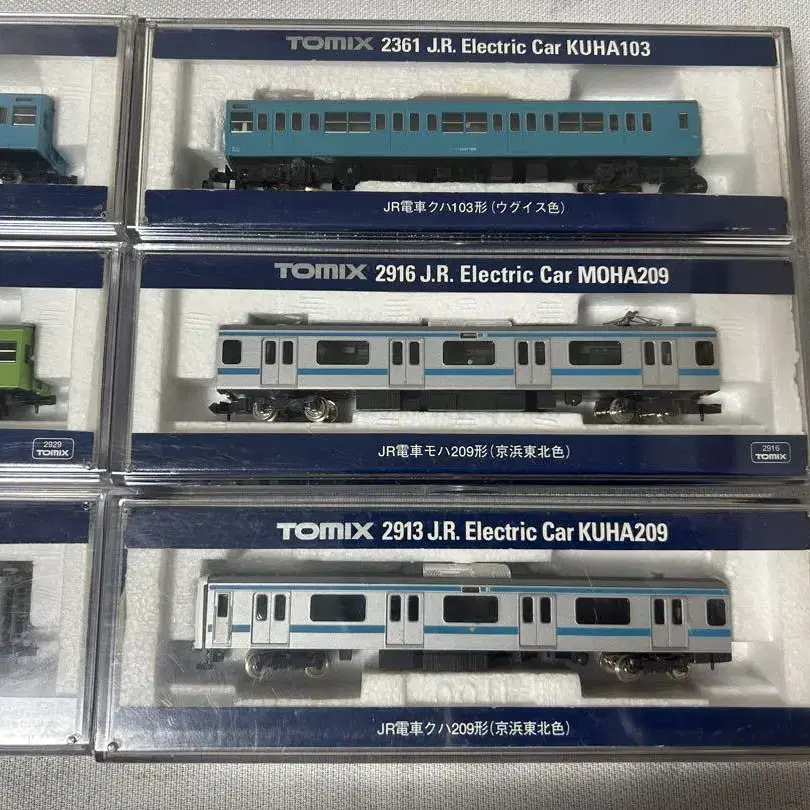 TOMIX 2361 J.R. Electric Car KUHA103
JR電車クハ103形(ウグイス色)
TOMIX 2916 J.R. Electric Car MOHA209
2929
TOMIX
JR電車モハ209形(京浜東北色)
2916
TOMIX
TOMIX 2913 J.R. Electric Car KUHA209
JR電車クハ209形(京浜東北色)